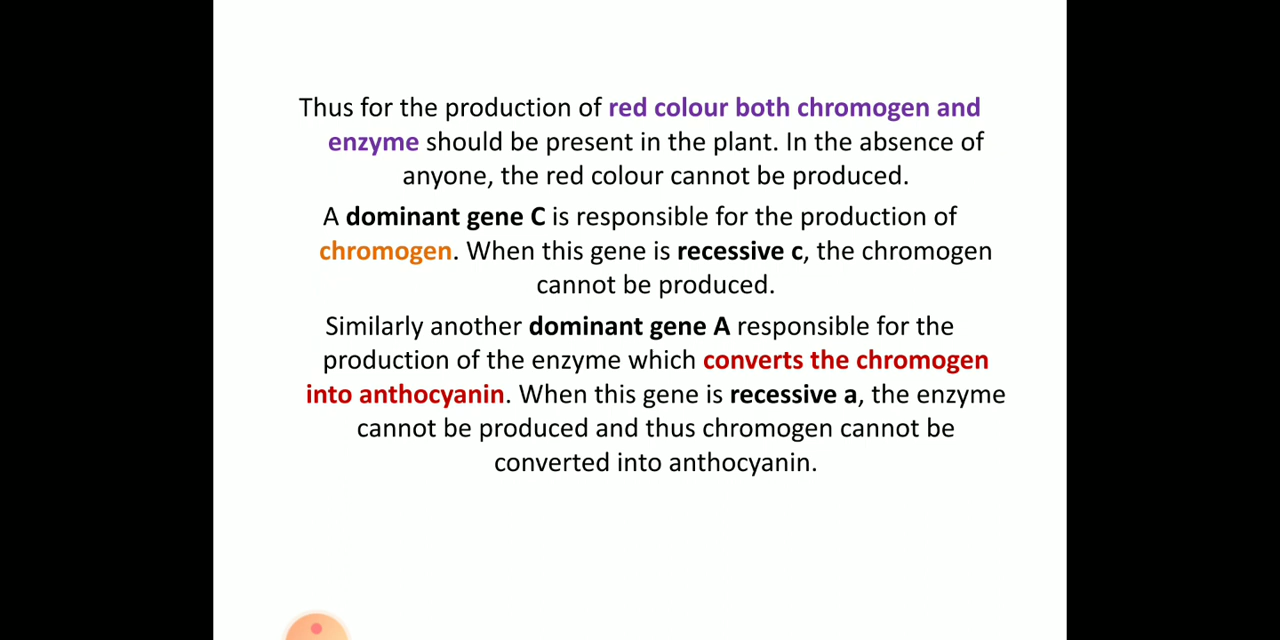 Thus for the production of red colour both chromogen and
enzyme should be present in the plant. In the absence of
anyone, the red colour cannot be produced.
A dominant gene C is responsible for the production of
chromogen. When this gene is recessive c, the chromogen
cannot be produced.
Similarly another dominant gene A responsible for the
production of the enzyme which converts the chromogen
into anthocyanin. When this gene is recessive a, the enzyme
cannot be produced and thus chromogen cannot be
converted into anthocyanin.